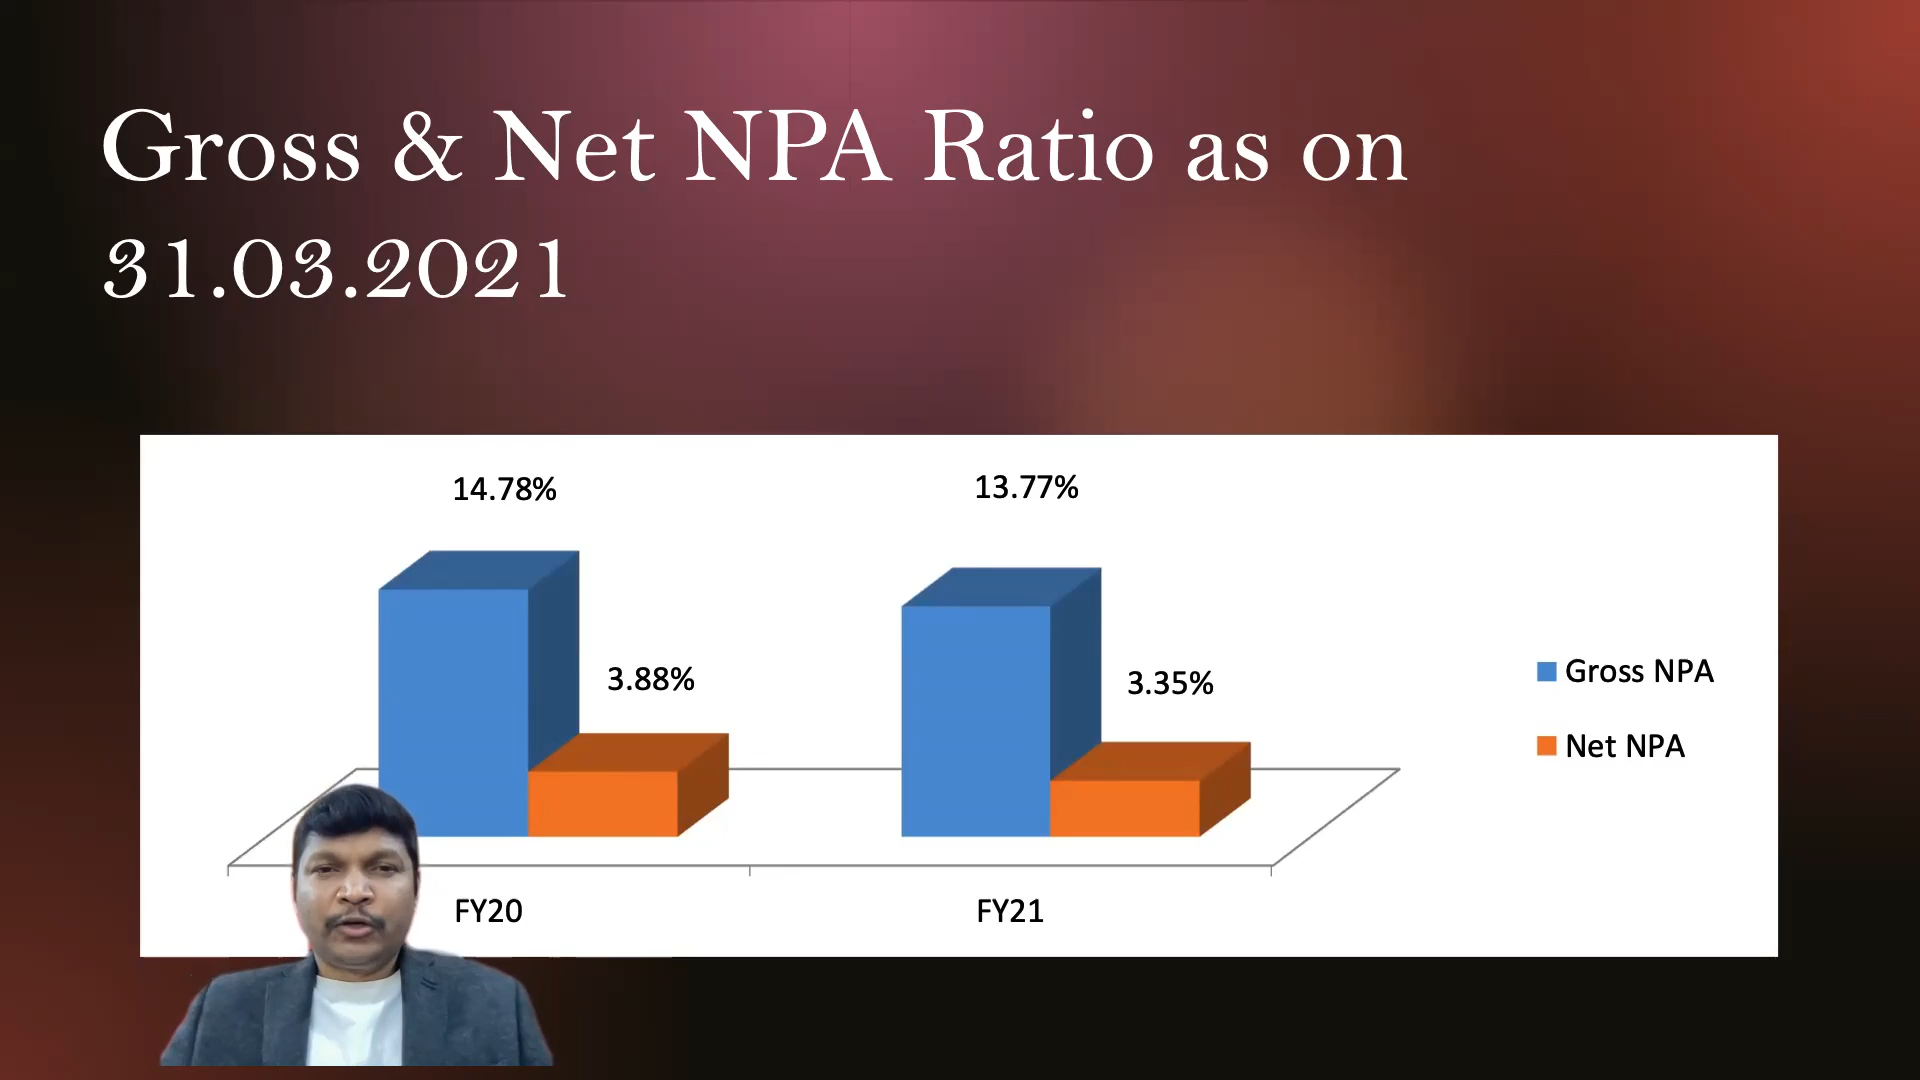 Gross & Net NPA Ratio as on
31.03.2021
14.78%
13.77%
3.88%
3.35%
Gross NPA
Net NPA
FY20
FY21